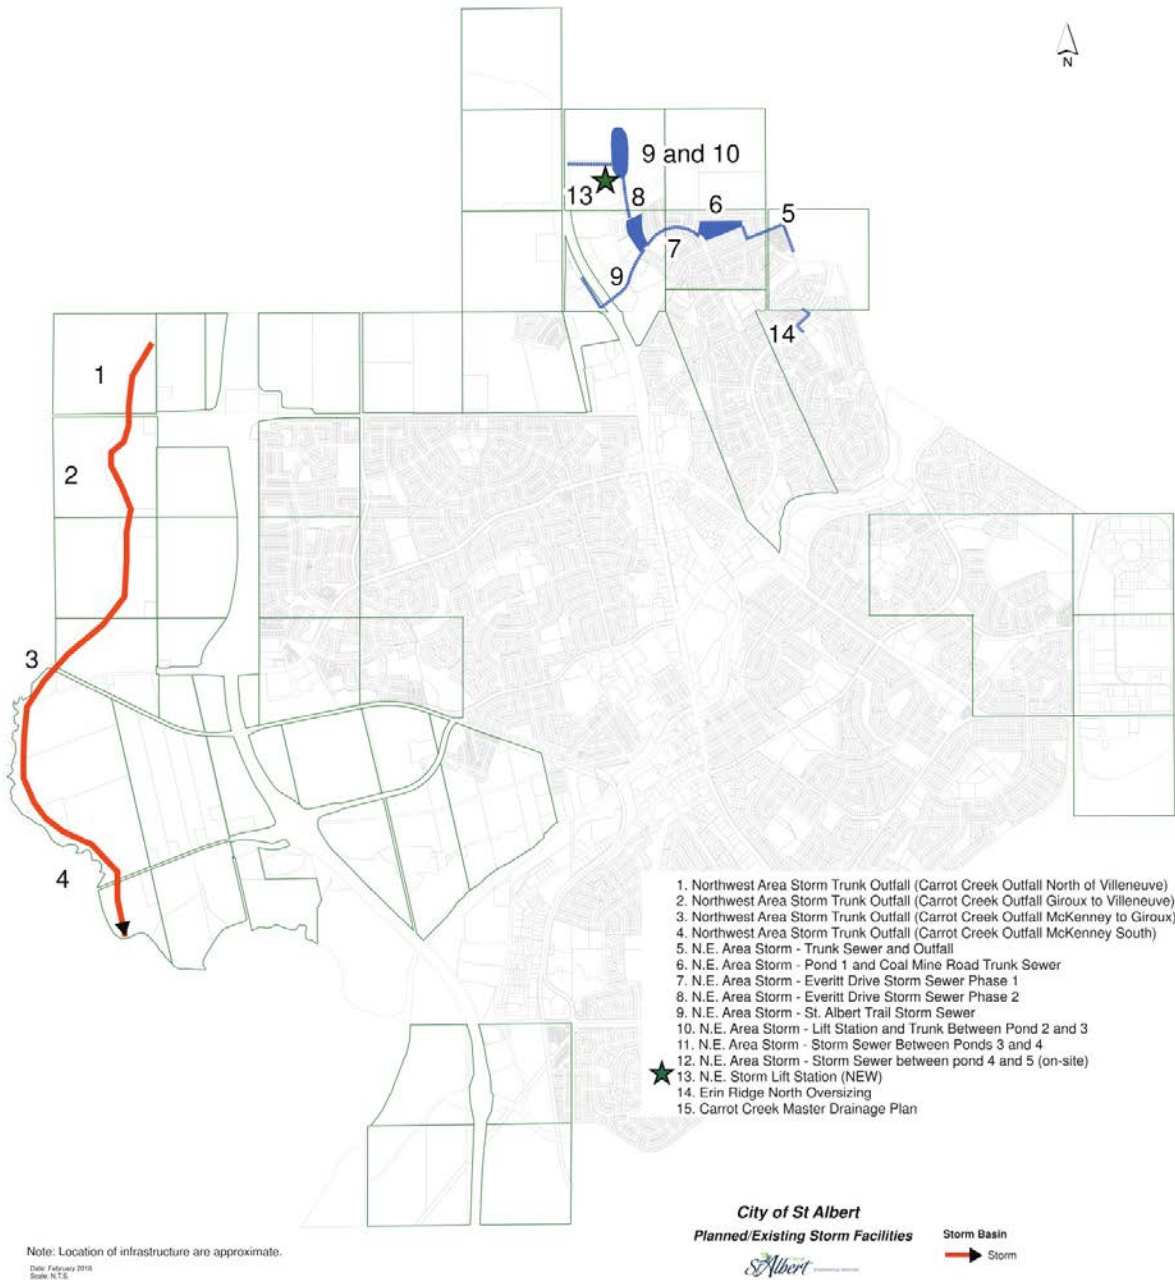 N
9 and 10
13
8
6
5
7
9
14
1
2
3
4
1. Northwest Area Storm Trunk Outfall (Carrot Creek Outfall North of Villeneuve)
2. Northwest Area Storm Trunk Outfall (Carrot Creek Outfall Giroux to Villeneuve)
3. Northwest Area Storm Trunk Outfall (Carrot Creek Outfall McKenney to Giroux)
4. Northwest Area Storm Trunk Outfall (Carrot Creek Outfall McKenney South)
5. N.E. Area Storm - Trunk Sewer and Outfall
6. N.E. Area Storm - Pond 1 and Coal Mine Road Trunk Sewer
7. N.E. Area Storm - Everitt Drive Storm Sewer Phase 1
8. N.E. Area Storm - Everitt Drive Storm Sewer Phase 2
9. N.E. Area Storm - St. Albert Trail Storm Sewer
10. N.E. Area Storm - Lift Station and Trunk Between Pond 2 and 3
11. N.E. Area Storm - Storm Sewer Between Ponds 3 and 4
12. N.E. Area Storm - Storm Sewer between pond 4 and 5 (on-site)
13. N.E. Storm Lift Station (NEW)
14. Erin Ridge North Oversizing
15. Carrot Creek Master Drainage Plan
City of St Albert
Planned/Existing Storm Facilities
Storm Basin
Storm
St Albert
Note: Location of infrastructure are approximate.
Date: February 2016
Scale: N.T.S.